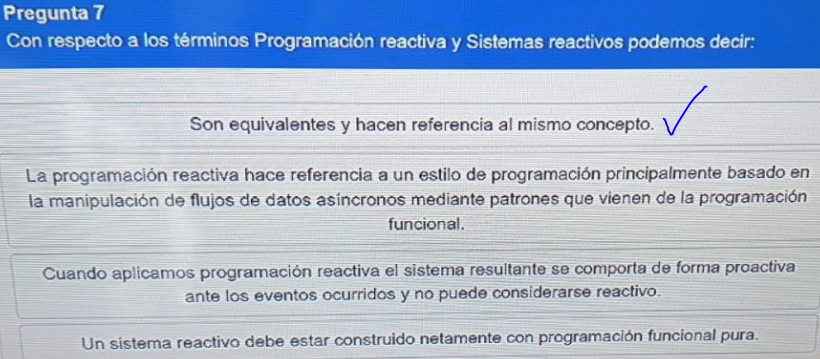 Pregunta 7
Con respecto a los términos Programación reactiva y Sistemas reactivos podemos decir:
Son equivalentes y hacen referencia al mismo concepto.
La programación reactiva hace referencia a un estilo de programación principalmente basado en
la manipulación de flujos de datos asíncronos mediante patrones que vienen de la programación
funcional.
Cuando aplicamos programación reactiva el sistema resultante se comporta de forma proactiva
ante los eventos ocurridos y no puede considerarse reactivo.
Un sistema reactivo debe estar construido netamente con programación funcional pura.